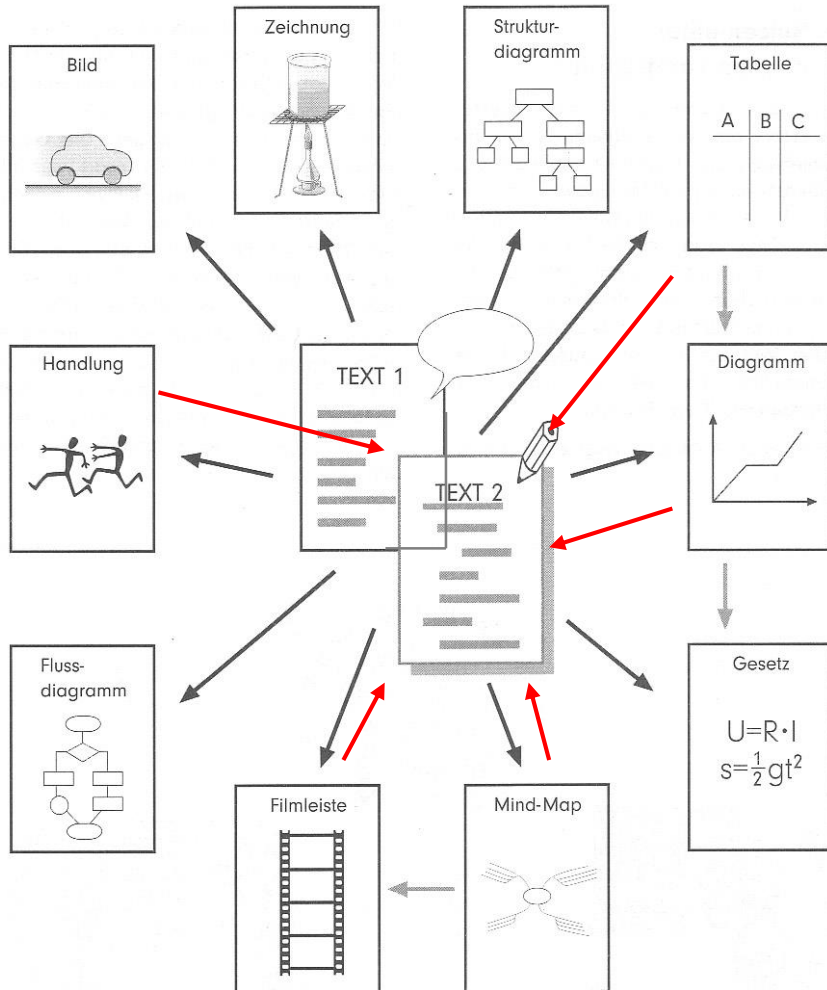 Bild
Zeichnung
Struktur-
diagramm
Tabelle
A B C
Handlung
TEXT 1
TEXT 2
Diagramm
Fluss-
diagramm
Filmleiste
Mind-Map
Gesetz
U=R·I
s=½gt²